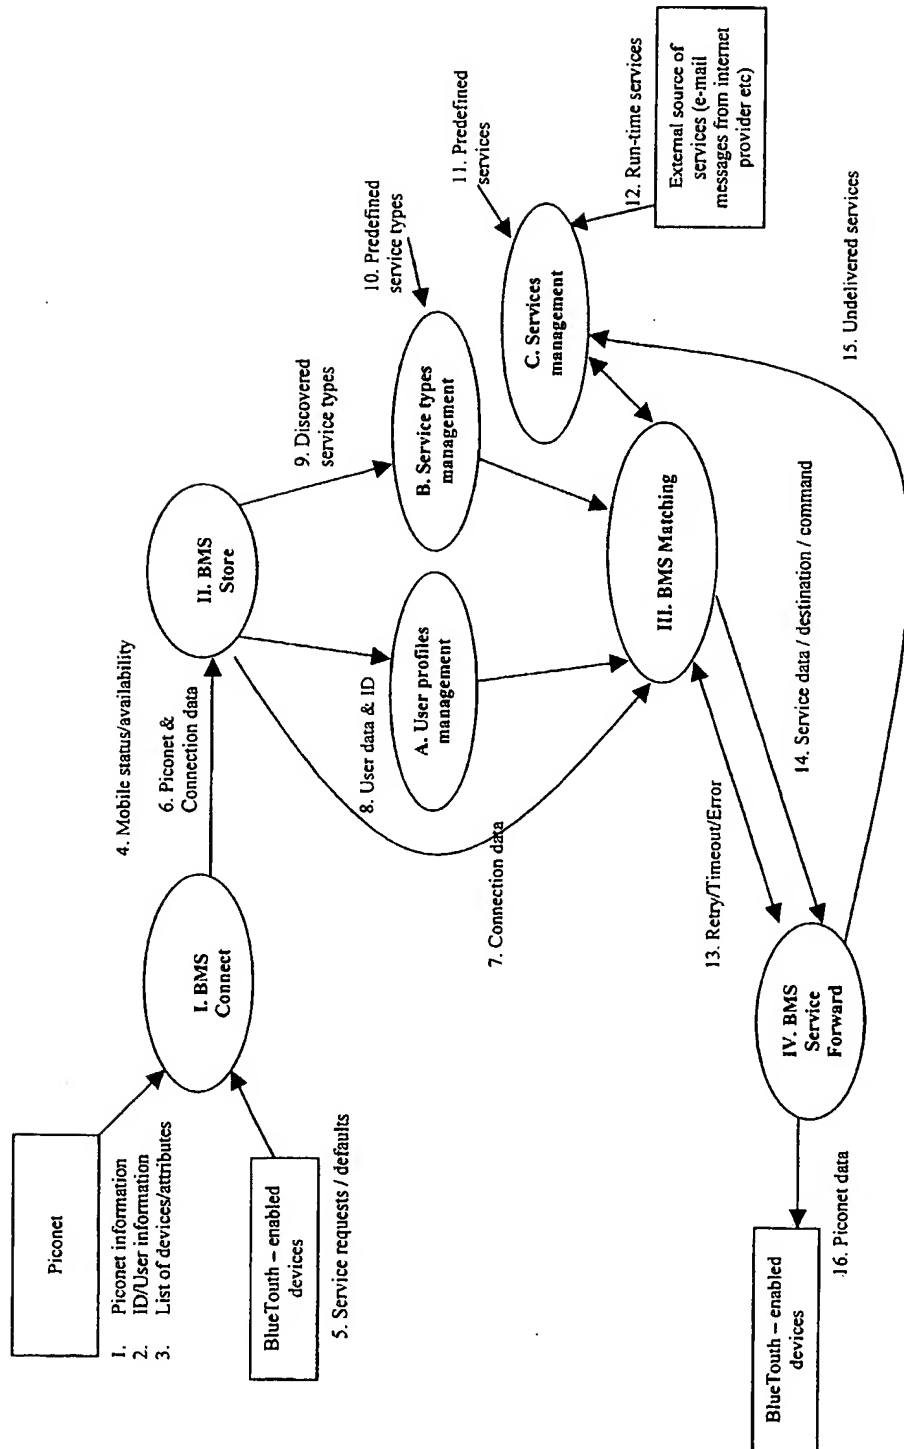 Piconet
1. Piconet information
2. ID/User information
3. List of devices/attributes
BlueTouth – enabled
devices
5. Service requests / defaults
I. BMS
Connect
4. Mobile status/availability
6. Piconet &
Connection data
II. BMS
Store
7. Connection data
8. User data & ID
9. Discovered
service types
A. User profiles
management
B. Service types
management
10. Predefined
service types
11. Predefined
services
C. Services
management
12. Run-time services
External source of
services (e-mail
messages from internet
provider etc)
III. BMS Matching
13. Retry/Timeout/Error
14. Service data / destination / command
15. Undelivered services
IV. BMS
Service
Forward
16. Piconet data
BlueTouth – enabled
devices